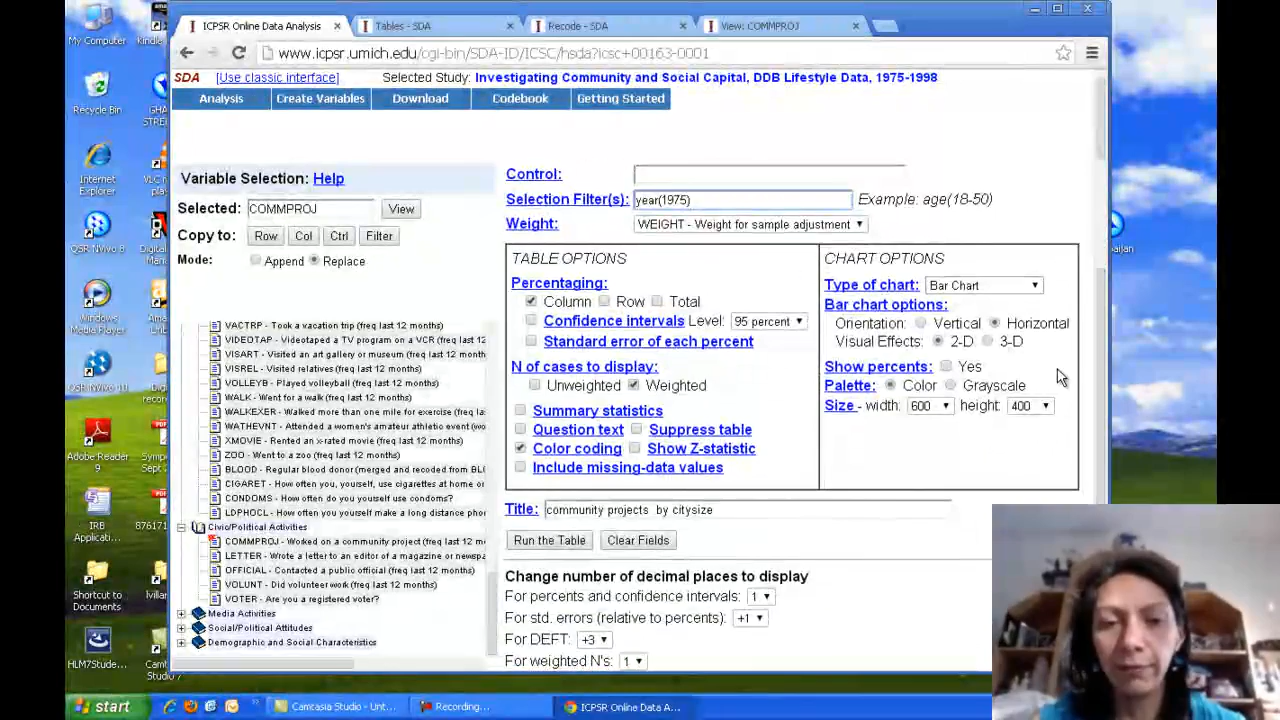 My Computer
Kindle
Recycle Bin
Internet
Explorer
QSR NVivo 8
Windows
Media Player
QSR NVivo 10
Adobe Reader
9
IRB
Applicati...
Shortcut to
Documents
HLM7Stude...
ICPSR Online Data Analysis
Tables - SDA
Recode - SDA
View: COMMPROJ
www.icpsr.umich.edu/cgi-bin/SDA-ID/ICSC/hsda?icsc+00163-0001
SDA [Use classic interface] Selected Study: Investigating Community and Social Capital, DDB Lifestyle Data, 1975-1998
Analysis Create Variables Download Codebook Getting Started
Variable Selection: Help
Selected: COMMPROJ View
Copy to: Row Col Ctrl Filter
Mode: Append Replace
VACTRP - Took a vacation trip (freq last 12 months)
VIDEOTAP - Videotaped a TV program on a VCR (freq last 12
VISART - Visited an art gallery or museum (freq last 12 months)
VISREL - Visited relatives (freq last 12 months)
VOLLEYB - Played volleyball (freq last 12 months)
WALK - Went for a walk (freq last 12 months)
WALKEXER - Walked more than one mile for exercise (freq las
WATHEVNT - Attended a women's amateur athletic event (wo
XMOVIE - Rented an x-rated movie (freq last 12 months)
ZOO - Went to a zoo (freq last 12 months)
BLOOD - Regular blood donor(merged and recoded from BL
CIGARET - How often you, yourself, use cigarettes at home or
CONDOMS - How often do you yourself use condoms?
LDPHOCL - How often you yourself make a long distance pho
Civic/Political Activities
COMMPROJ - Worked on a community project (freq last 12 m
LETTER - Wrote a letter to an editor of a magazine or newspa
OFFICIAL - Contacted a public official (freq last 12 months)
VOLUNT - Did volunteer work (freq last 12 months)
VOTER - Are you a registered voter?
Media Activities
Social/Political Attitudes
Demographic and Social Characteristics
Control:
Selection Filter(s): year(1975) Example: age(18-50)
Weight: WEIGHT - Weight for sample adjustment
TABLE OPTIONS
Percentaging:
Column Row Total
Confidence intervals Level: 95 percent
Standard error of each percent
N of cases to display:
Unweighted Weighted
Summary statistics
Question text Suppress table
Color coding Show Z-statistic
Include missing-data values
CHART OPTIONS
Type of chart: Bar Chart
Bar chart options:
Orientation: Vertical Horizontal
Visual Effects: 2-D 3-D
Show percents: Yes
Palette: Color Grayscale
Size - width: 600 height: 400
Title: community projects by citysize
Run the Table Clear Fields
Change number of decimal places to display
For percents and confidence intervals: 1
For std. errors (relative to percents): +1
For DEFT: +3
For weighted N's: 1
start
Camtasia Studio - Unt...
Recording...
ICPSR Online Data A...